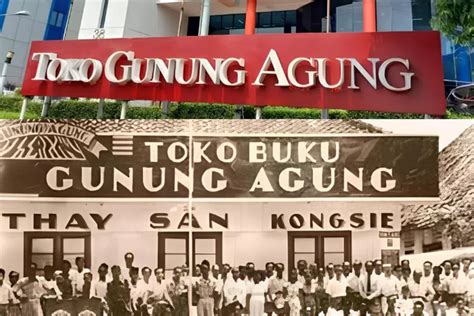 TOKO GUNUNG AGUNG
TOKO BUKU
GUNUNG AGUNG
THAY SAN KONGSIE